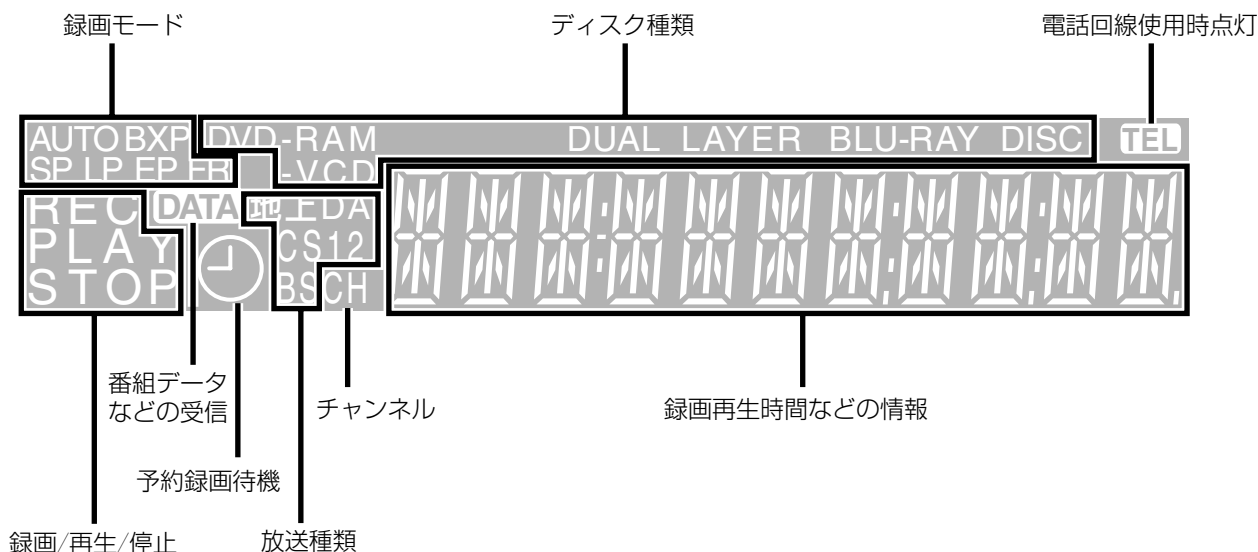 録画モード
ディスク種類
電話回線使用時点灯
AUTO BXP DVD-RAM DUAL LAYER BLU-RAY DISC TEL
SP LP EP FR -VCD
REC DATA 地上DA
PLAY CS12
STOP BSCH
番組データ
などの受信
チャンネル
録画再生時間などの情報
予約録画待機
録画/再生/停止
放送種類